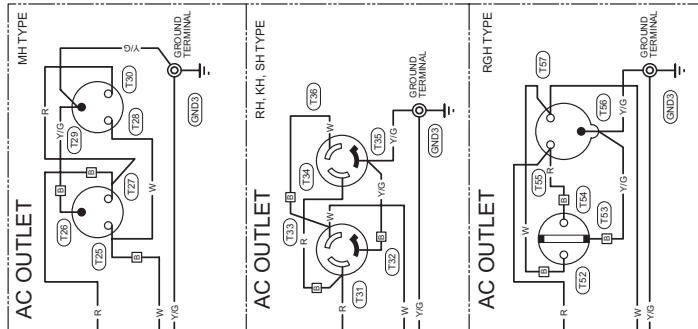 AC OUTLET
MH TYPE
R
Y/G
Y/G
B
B
B
T26
T29
T25
T27
T28
T30
W
GROUND
TERMINAL
GND3
R
W
Y/G
AC OUTLET
RH, KH, SH TYPE
T36
T34
T33
T35
T31
T32
R
W
W
B
B
B
Y/G
Y/G
GROUND
TERMINAL
GND3
R
W
Y/G
AC OUTLET
RGH TYPE
T57
T56
T55
T54
T53
T52
W
R
B
B
B
Y/G
Y/G
GROUND
TERMINAL
GND3
R
W
Y/G